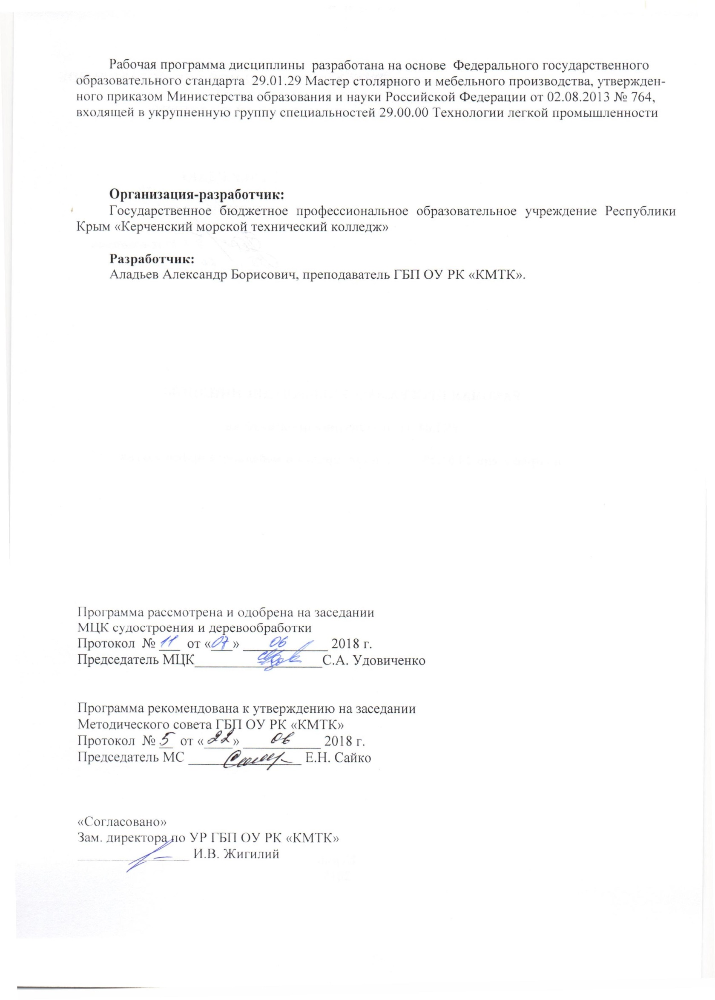 Рабочая программа дисциплины разработана на основе Федерального государственного
образовательного стандарта 29.01.29 Мастер столярного и мебельного производства, утвержден-
ного приказом Министерства образования и науки Российской Федерации от 02.08.2013 № 764,
входящей в укрупненную группу специальностей 29.00.00 Технологии легкой промышленности
Организация-разработчик:
Государственное бюджетное профессиональное образовательное учреждение Республики
Крым «Керченский морской технический колледж»
Разработчик:
Аладьев Александр Борисович, преподаватель ГБП ОУ РК «КМТК».
Программа рассмотрена и одобрена на заседании
МЦК судостроения и деревообработки
Протокол № 11 от «07» 06 2018 г.
Председатель МЦК С.А. Удовиченко
Программа рекомендована к утверждению на заседании
Методического совета ГБП ОУ РК «КМТК»
Протокол № 5 от «22» 06 2018 г.
Председатель МС Е.Н. Сайко
«Согласовано»
Зам. директора по УР ГБП ОУ РК «КМТК»
И.В. Жигилий